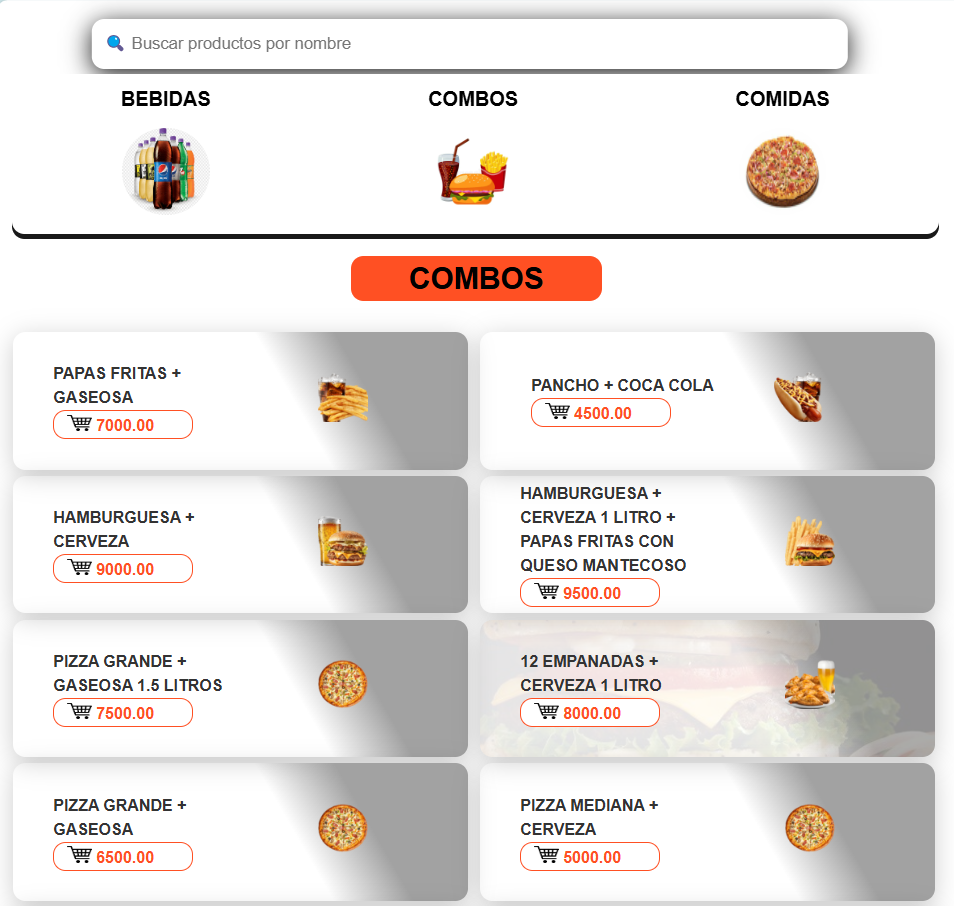 Buscar productos por nombre
BEBIDAS
COMBOS
COMIDAS
COMBOS
PAPAS FRITAS +
GASEOSA
7000.00
PANCHO + COCA COLA
4500.00
HAMBURGUESA +
CERVEZA
9000.00
HAMBURGUESA +
CERVEZA 1 LITRO +
PAPAS FRITAS CON
QUESO MANTECOSO
9500.00
PIZZA GRANDE +
GASEOSA 1.5 LITROS
7500.00
12 EMPANADAS +
CERVEZA 1 LITRO
8000.00
PIZZA GRANDE +
GASEOSA
6500.00
PIZZA MEDIANA +
CERVEZA
5000.00